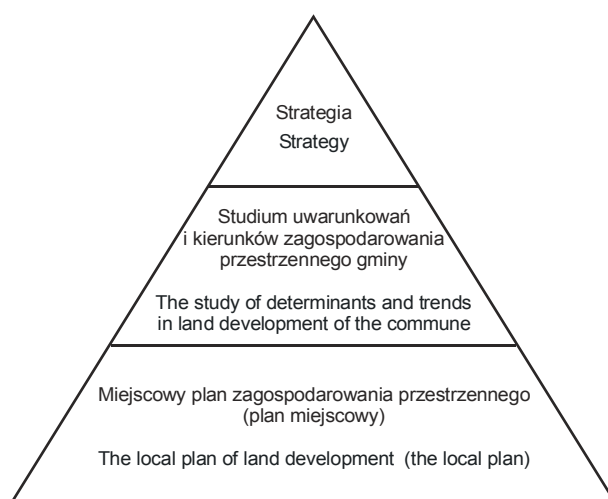 Strategia
Strategy
Studium uwarunkowań
i kierunków zagospodarowania
przestrzennego gminy
The study of determinants and trends
in land development of the commune
Miejscowy plan zagospodarowania przestrzennego
(plan miejscowy)
The local plan of land development (the local plan)